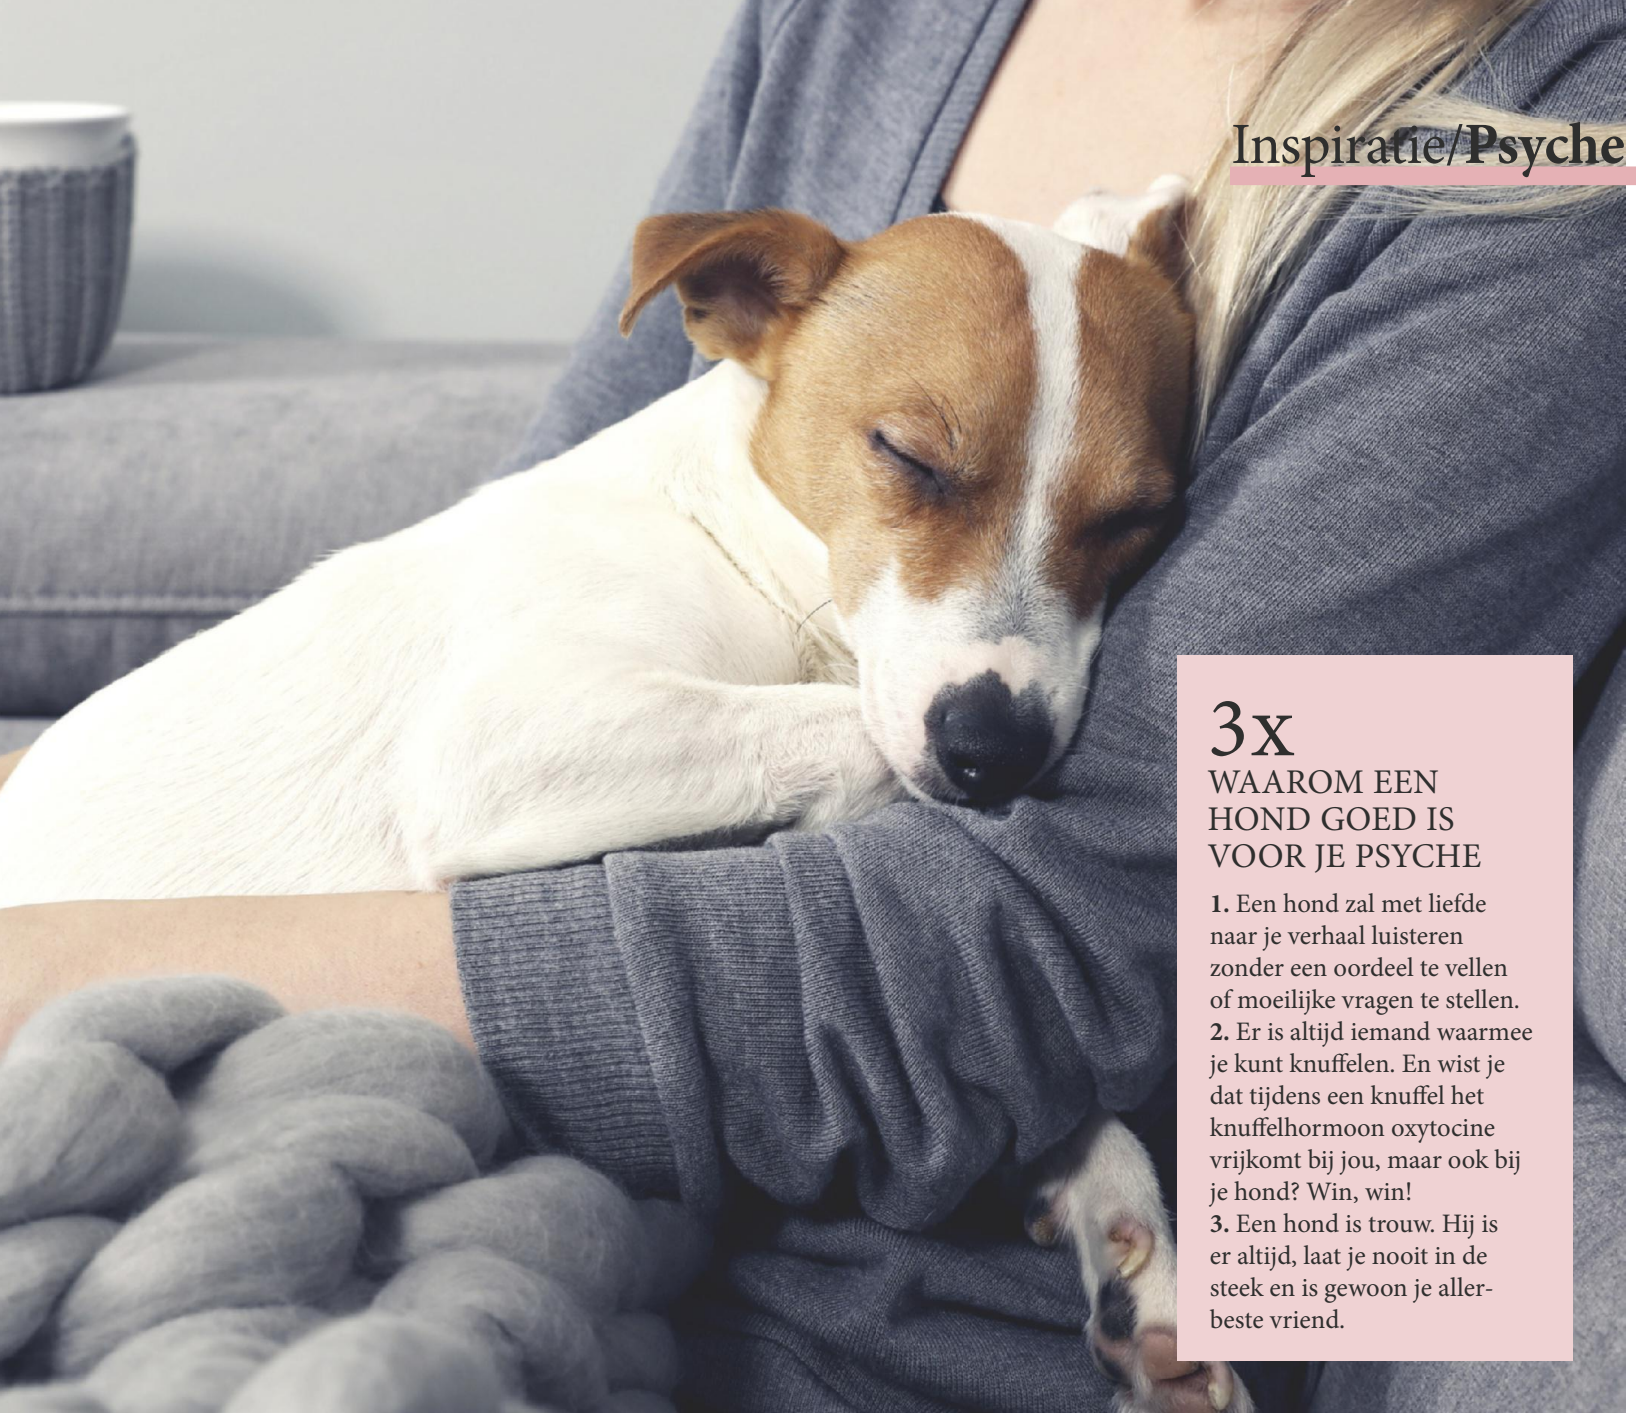 Inspiratie/Psyche
3x
WAAROM EEN
HOND GOED IS
VOOR JE PSYCHE
1. Een hond zal met liefde
naar je verhaal luisteren
zonder een oordeel te vellen
of moeilijke vragen te stellen.
2. Er is altijd iemand waarmee
je kunt knuffelen. En wist je
dat tijdens een knuffel het
knuffelhormoon oxytocine
vrijkomt bij jou, maar ook bij
je hond? Win, win!
3. Een hond is trouw. Hij is
er altijd, laat je nooit in de
steek en is gewoon je aller-
beste vriend.